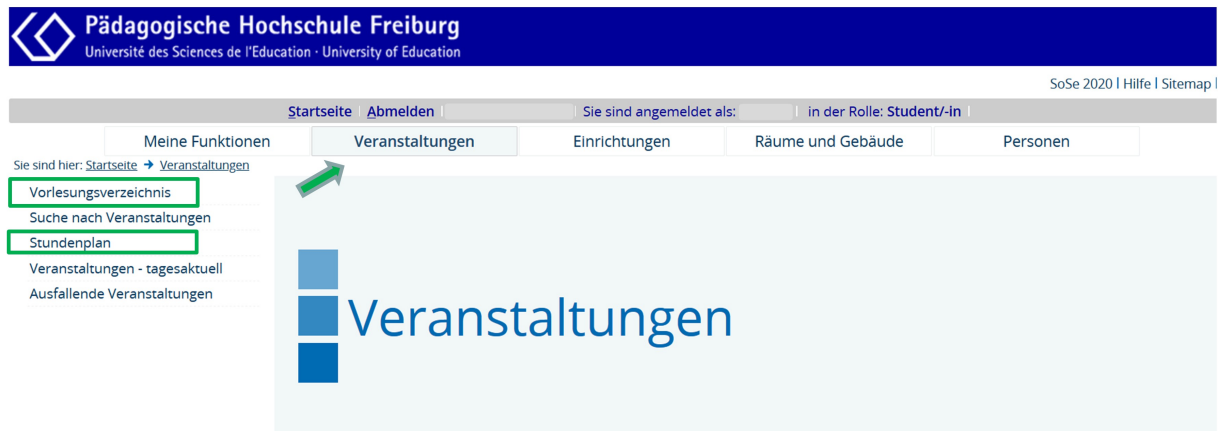 Pädagogische Hochschule Freiburg
Université des Sciences de l'Education · University of Education
SoSe 2020 | Hilfe | Sitemap |
Startseite | Abmelden | Sie sind angemeldet als: | in der Rolle: Student/-in |
Meine Funktionen Veranstaltungen Einrichtungen Räume und Gebäude Personen
Sie sind hier: Startseite ➔ Veranstaltungen
Vorlesungsverzeichnis
Suche nach Veranstaltungen
Stundenplan
Veranstaltungen - tagesaktuell
Ausfallende Veranstaltungen
Veranstaltungen